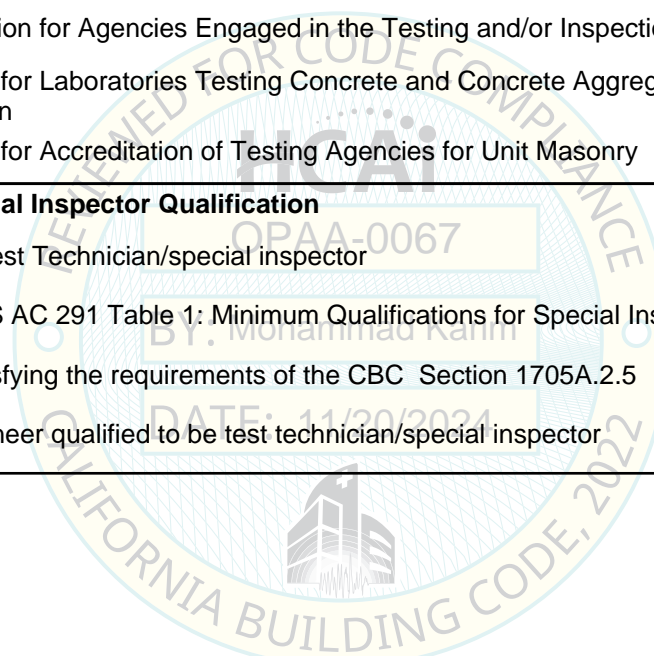 ion for Agencies Engaged in the Testing and/or Inspectio
for Laboratories Testing Concrete and Concrete Aggreg
n
for Accreditation of Testing Agencies for Unit Masonry
al Inspector Qualification
est Technician/special inspector
S AC 291 Table 1: Minimum Qualifications for Special Ins
sfying the requirements of the CBC Section 1705A.2.5
neer qualified to be test technician/special inspector
REVIEWED FOR CODE COMPLIANCE
HCAi
OPAA-0067
BY: Mohammad Karim
DATE: 11/20/2024
CALIFORNIA BUILDING CODE, 2022